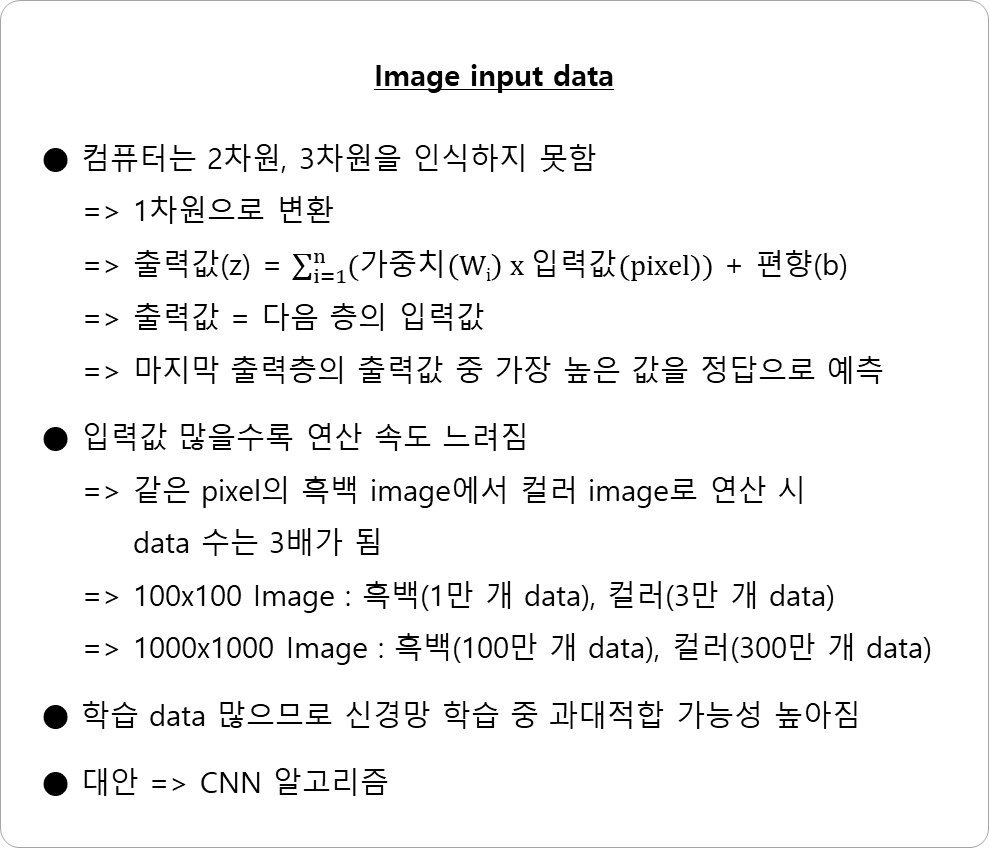 Image input data
● 컴퓨터는 2차원, 3차원을 인식하지 못함
=> 1차원으로 변환
=> 출력값(z) = ∑ⁿᵢ₌₁(가중치(Wᵢ) x 입력값(pixel)) + 편향(b)
=> 출력값 = 다음 층의 입력값
=> 마지막 출력층의 출력값 중 가장 높은 값을 정답으로 예측
● 입력값 많을수록 연산 속도 느려짐
=> 같은 pixel의 흑백 image에서 컬러 image로 연산 시
data 수는 3배가 됨
=> 100x100 Image : 흑백(1만 개 data), 컬러(3만 개 data)
=> 1000x1000 Image : 흑백(100만 개 data), 컬러(300만 개 data)
● 학습 data 많으므로 신경망 학습 중 과대적합 가능성 높아짐
● 대안 => CNN 알고리즘